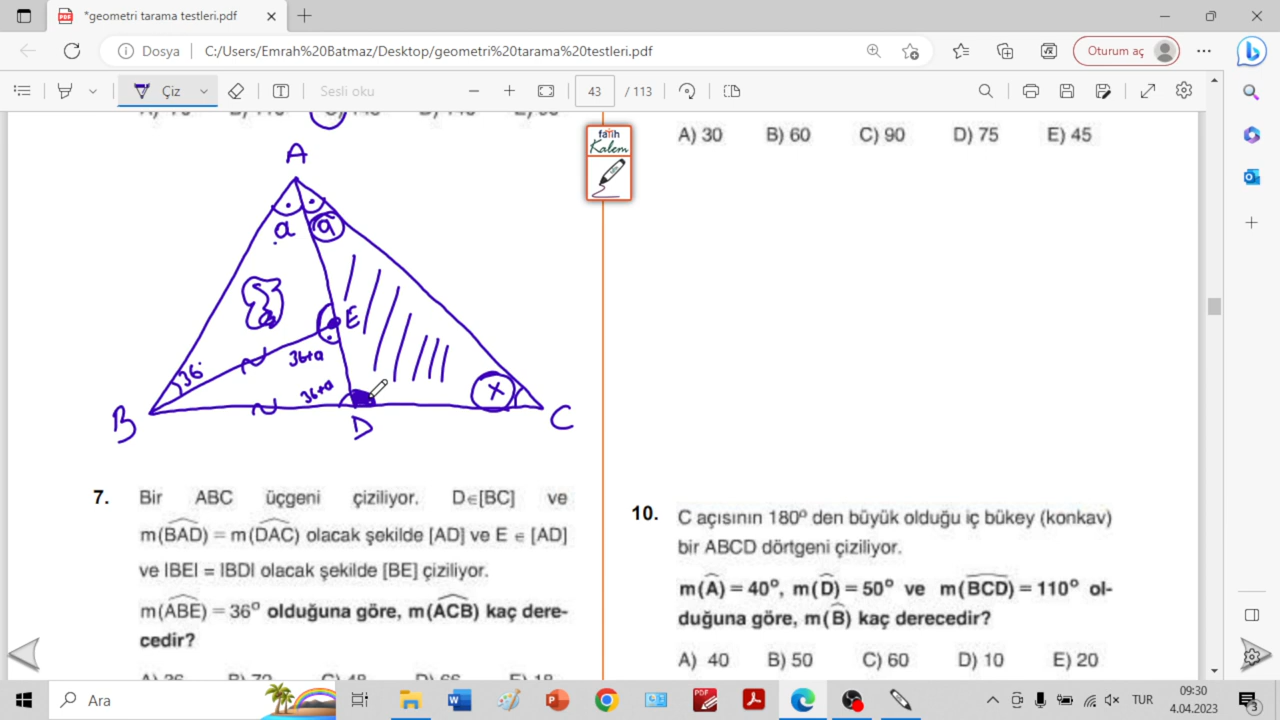 *geometri tarama testleri.pdf
Dosya
C:/Users/Emrah%20Batmaz/Desktop/geometri%20tarama%20testleri.pdf
Oturum aç
Çiz
Sesli oku
43 / 113
fatih
Kalem
A) 30 B) 60 C) 90 D) 75 E) 45
A
a a
E
36°
36+a
36+a
x
B D C
7. Bir ABC üçgeni çiziliyor. D∈[BC] ve
m(BAD) = m(DAC) olacak şekilde [AD] ve E ∈ [AD]
ve IBEI = IBDI olacak şekilde [BE] çiziliyor.
m(ABE) = 36° olduğuna göre, m(ACB) kaç dere-
cedir?
10. C açısının 180° den büyük olduğu iç bükey (konkav)
bir ABCD dörtgeni çiziliyor.
m(A) = 40°, m(D) = 50° ve m(BCD) = 110° ol-
duğuna göre, m(B) kaç derecedir?
A) 40 B) 50 C) 60 D) 10 E) 20
Ara
TUR
09:30
4.04.2023
3